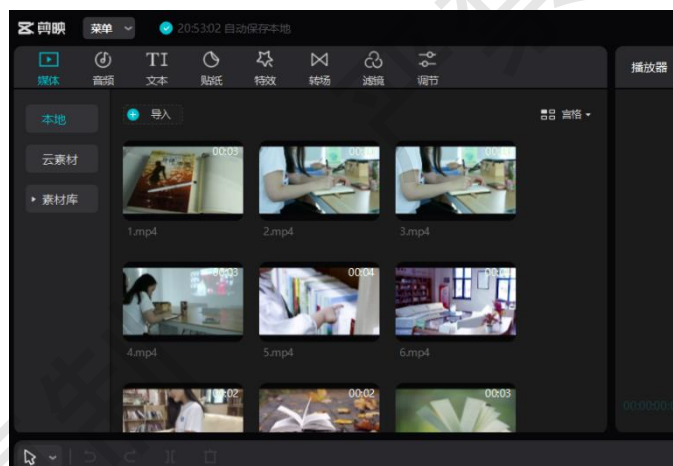 剪映 菜单 20:53:02 自动保存本地
媒体 音频 文本 贴纸 特效 转场 滤镜 调节 播放器
TI
本地 导入 宫格
云素材
素材库
00:03
1.mp4 2.mp4 3.mp4
00:03 00:04
4.mp4 5.mp4 6.mp4
00:02 00:02 00:03